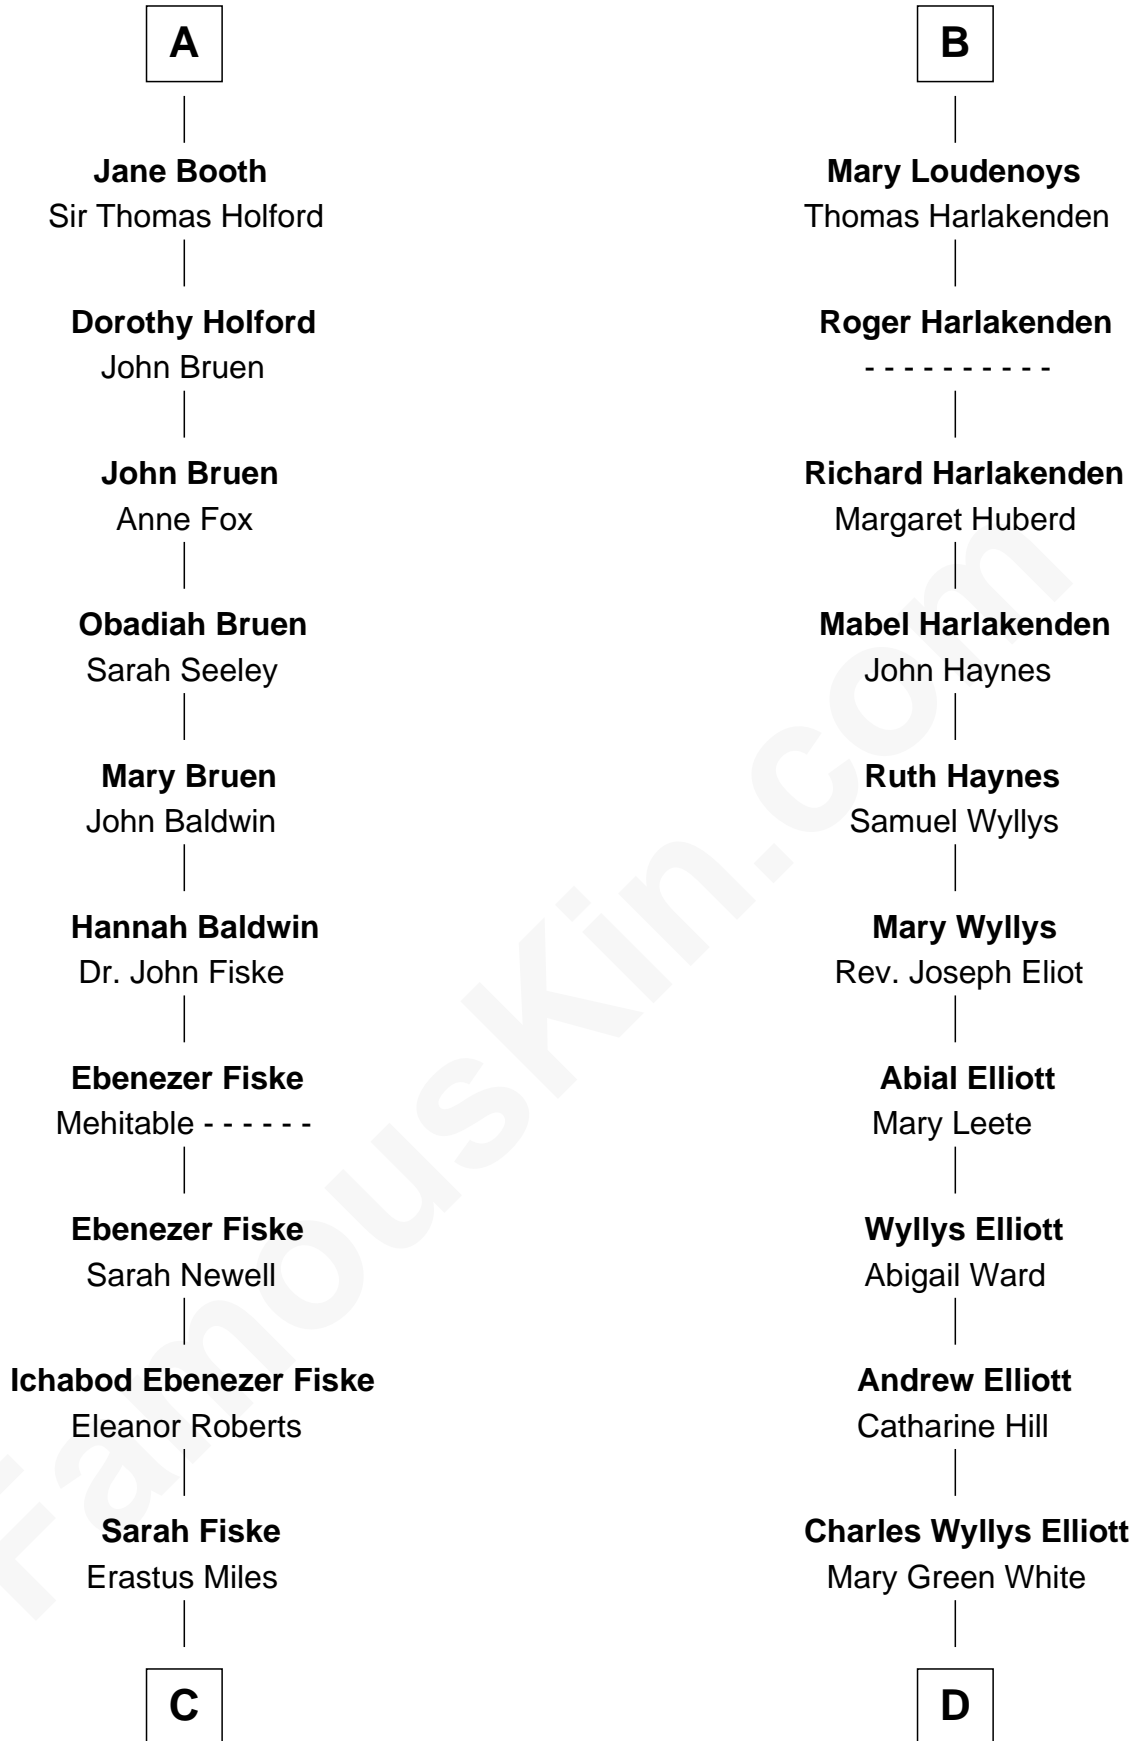 A
Jane Booth
Sir Thomas Holford
Dorothy Holford
John Bruen
John Bruen
Anne Fox
Obadiah Bruen
Sarah Seeley
Mary Bruen
John Baldwin
Hannah Baldwin
Dr. John Fiske
Ebenezer Fiske
Mehitable - - - - - -
Ebenezer Fiske
Sarah Newell
Ichabod Ebenezer Fiske
Eleanor Roberts
Sarah Fiske
Erastus Miles
C
B
Mary Loudenoys
Thomas Harlakenden
Roger Harlakenden
- - - - - - - - - -
Richard Harlakenden
Margaret Huberd
Mabel Harlakenden
John Haynes
Ruth Haynes
Samuel Wyllys
Mary Wyllys
Rev. Joseph Eliot
Abial Elliott
Mary Leete
Wyllys Elliott
Abigail Ward
Andrew Elliott
Catharine Hill
Charles Wyllys Elliott
Mary Green White
D
FamousKin.com